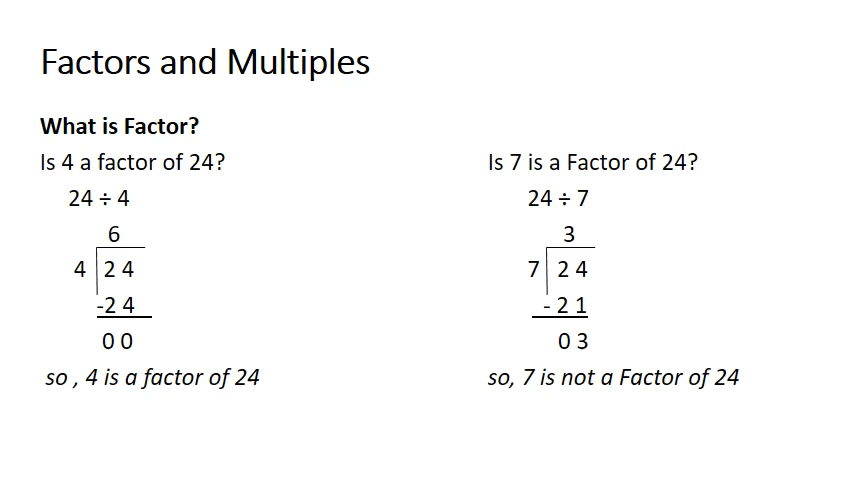 Factors and Multiples
What is Factor?
Is 4 a factor of 24?
24 ÷ 4
6
4 2 4
-2 4
0 0
so , 4 is a factor of 24
Is 7 is a Factor of 24?
24 ÷ 7
3
7 2 4
- 2 1
0 3
so, 7 is not a Factor of 24